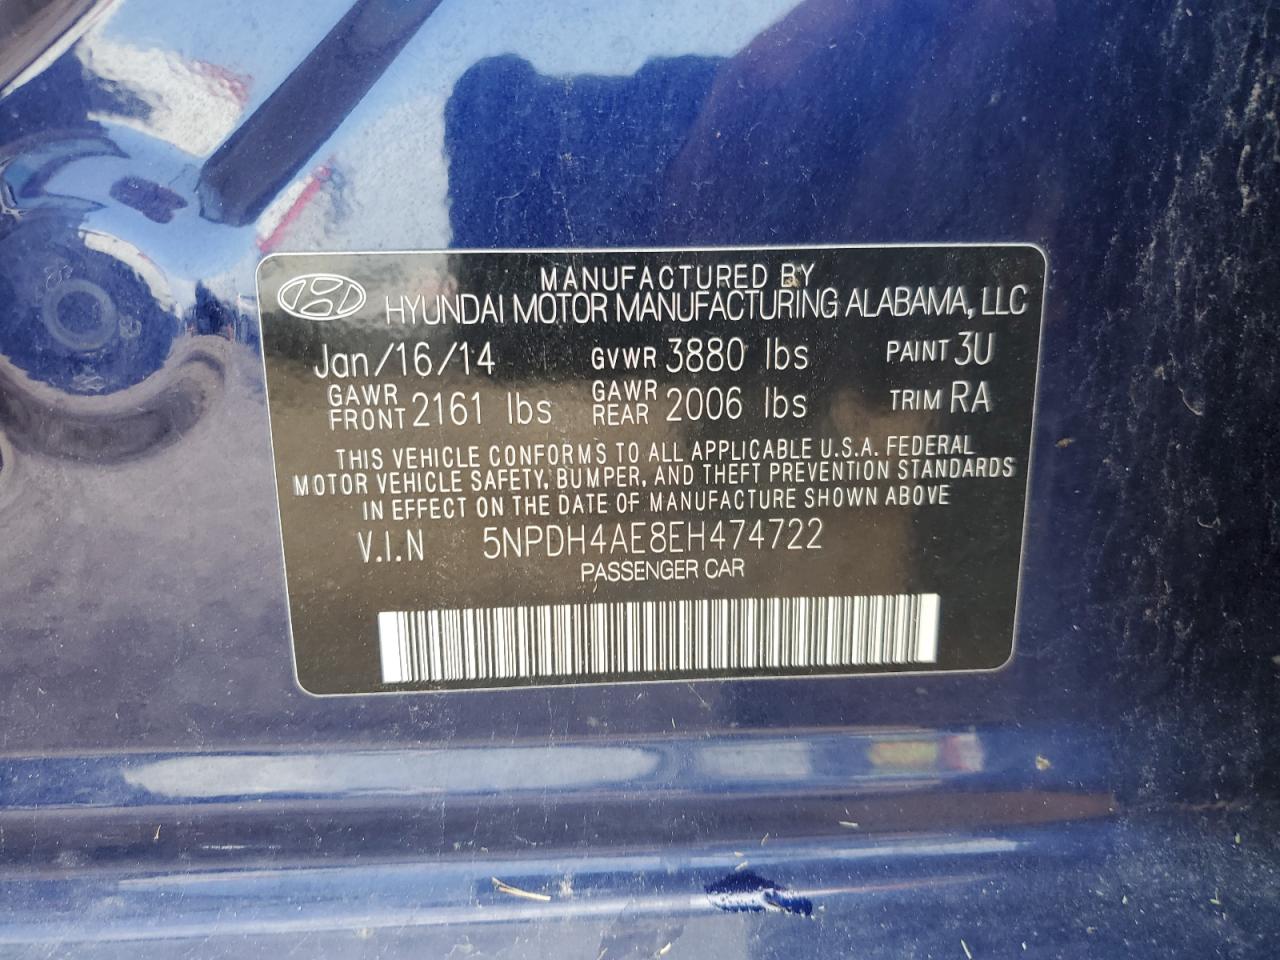 MANUFACTURED BY
HYUNDAI MOTOR MANUFACTURING ALABAMA, LLC
Jan/16/14 GVWR 3880 lbs PAINT 3U
GAWR FRONT 2161 lbs GAWR REAR 2006 lbs TRIM RA
THIS VEHICLE CONFORMS TO ALL APPLICABLE U.S.A. FEDERAL
MOTOR VEHICLE SAFETY, BUMPER, AND THEFT PREVENTION STANDARDS
IN EFFECT ON THE DATE OF MANUFACTURE SHOWN ABOVE
V.I.N 5NPDH4AE8EH474722
PASSENGER CAR